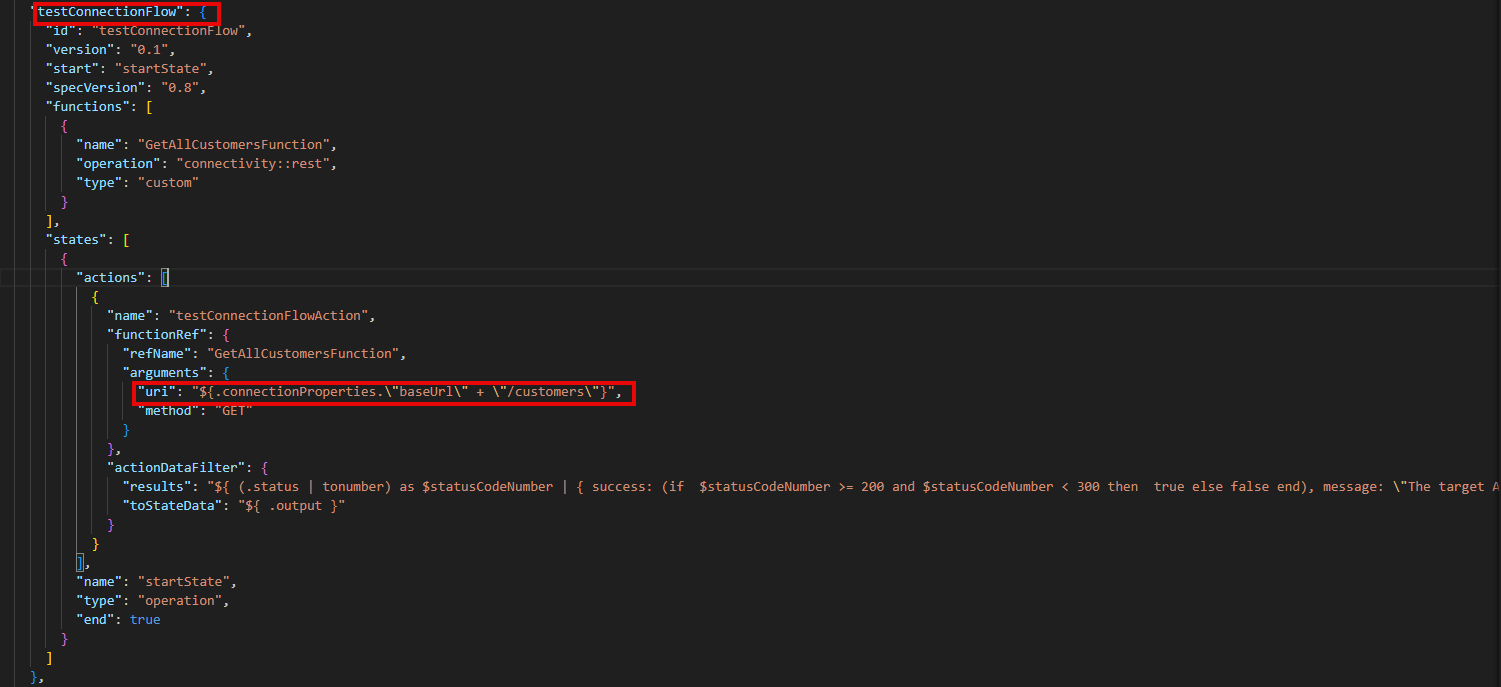 "testConnectionFlow": {
"id": "testConnectionFlow",
"version": "0.1",
"start": "startState",
"specVersion": "0.8",
"functions": [
{
"name": "GetAllCustomersFunction",
"operation": "connectivity::rest",
"type": "custom"
}
],
"states": [
{
"actions": [
{
"name": "testConnectionFlowAction",
"functionRef": {
"refName": "GetAllCustomersFunction",
"arguments": {
"uri": "${.connectionProperties.\"baseUrl\" + \"/customers\"}",
"method": "GET"
}
},
"actionDataFilter": {
"results": "${ (.status | tonumber) as $statusCodeNumber | { success: (if  $statusCodeNumber >= 200 and $statusCodeNumber < 300 then  true else false end), message: \"The target A
"toStateData": "${ .output }"
}
}
],
"name": "startState",
"type": "operation",
"end": true
}
]
},